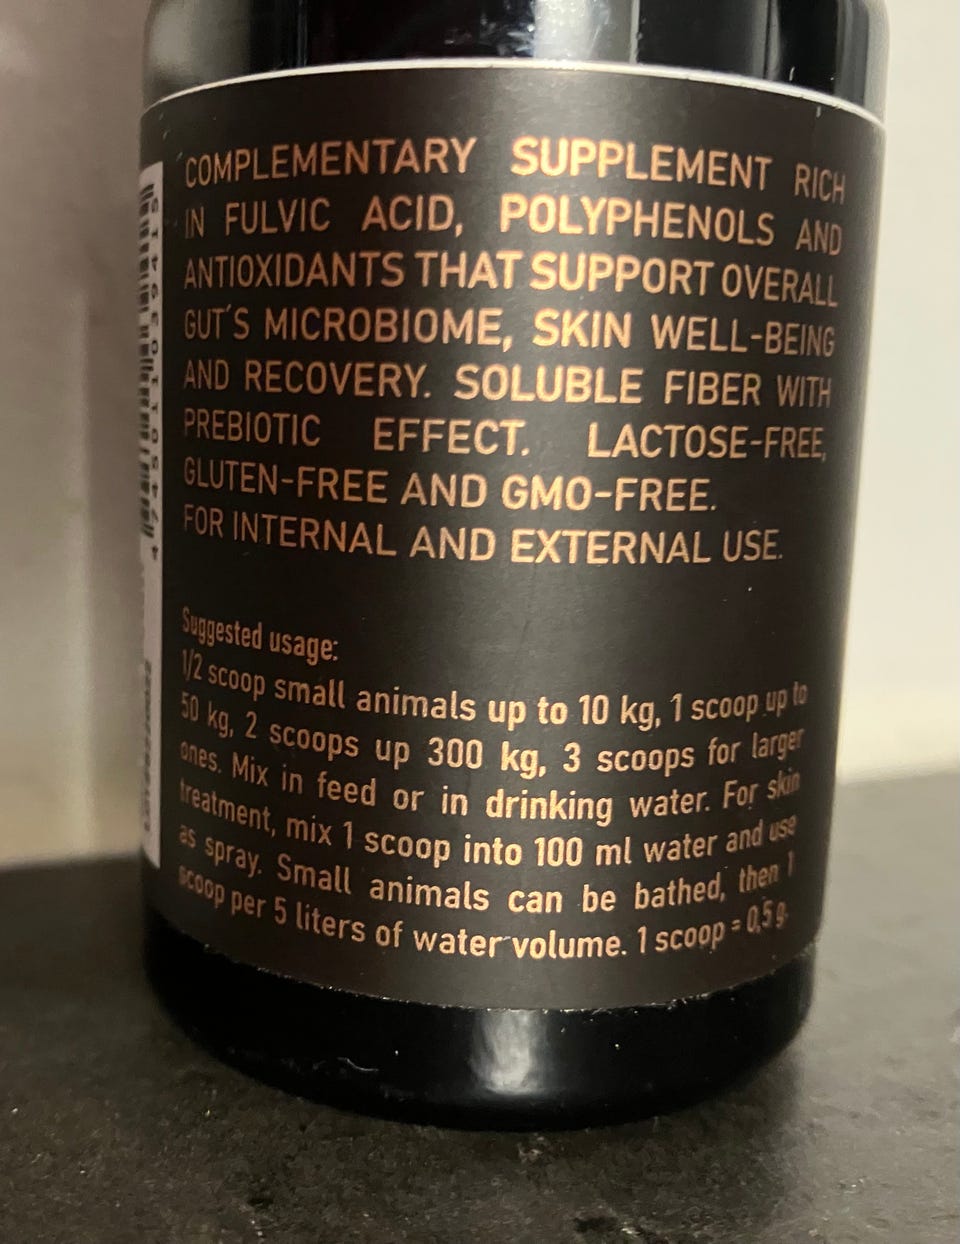 COMPLEMENTARY SUPPLEMENT RICH
IN FULVIC ACID, POLYPHENOLS AND
ANTIOXIDANTS THAT SUPPORT OVERALL
GUT´S MICROBIOME, SKIN WELL-BEING
AND RECOVERY. SOLUBLE FIBER WITH
PREBIOTIC EFFECT. LACTOSE-FREE,
GLUTEN-FREE AND GMO-FREE.
FOR INTERNAL AND EXTERNAL USE.
Suggested usage:
1/2 scoop small animals up to 10 kg, 1 scoop up to
50 kg, 2 scoops up 300 kg, 3 scoops for larger
ones. Mix in feed or in drinking water. For skin
treatment, mix 1 scoop into 100 ml water and use
as spray. Small animals can be bathed, then 1
scoop per 5 liters of water volume. 1 scoop = 0,5 g.